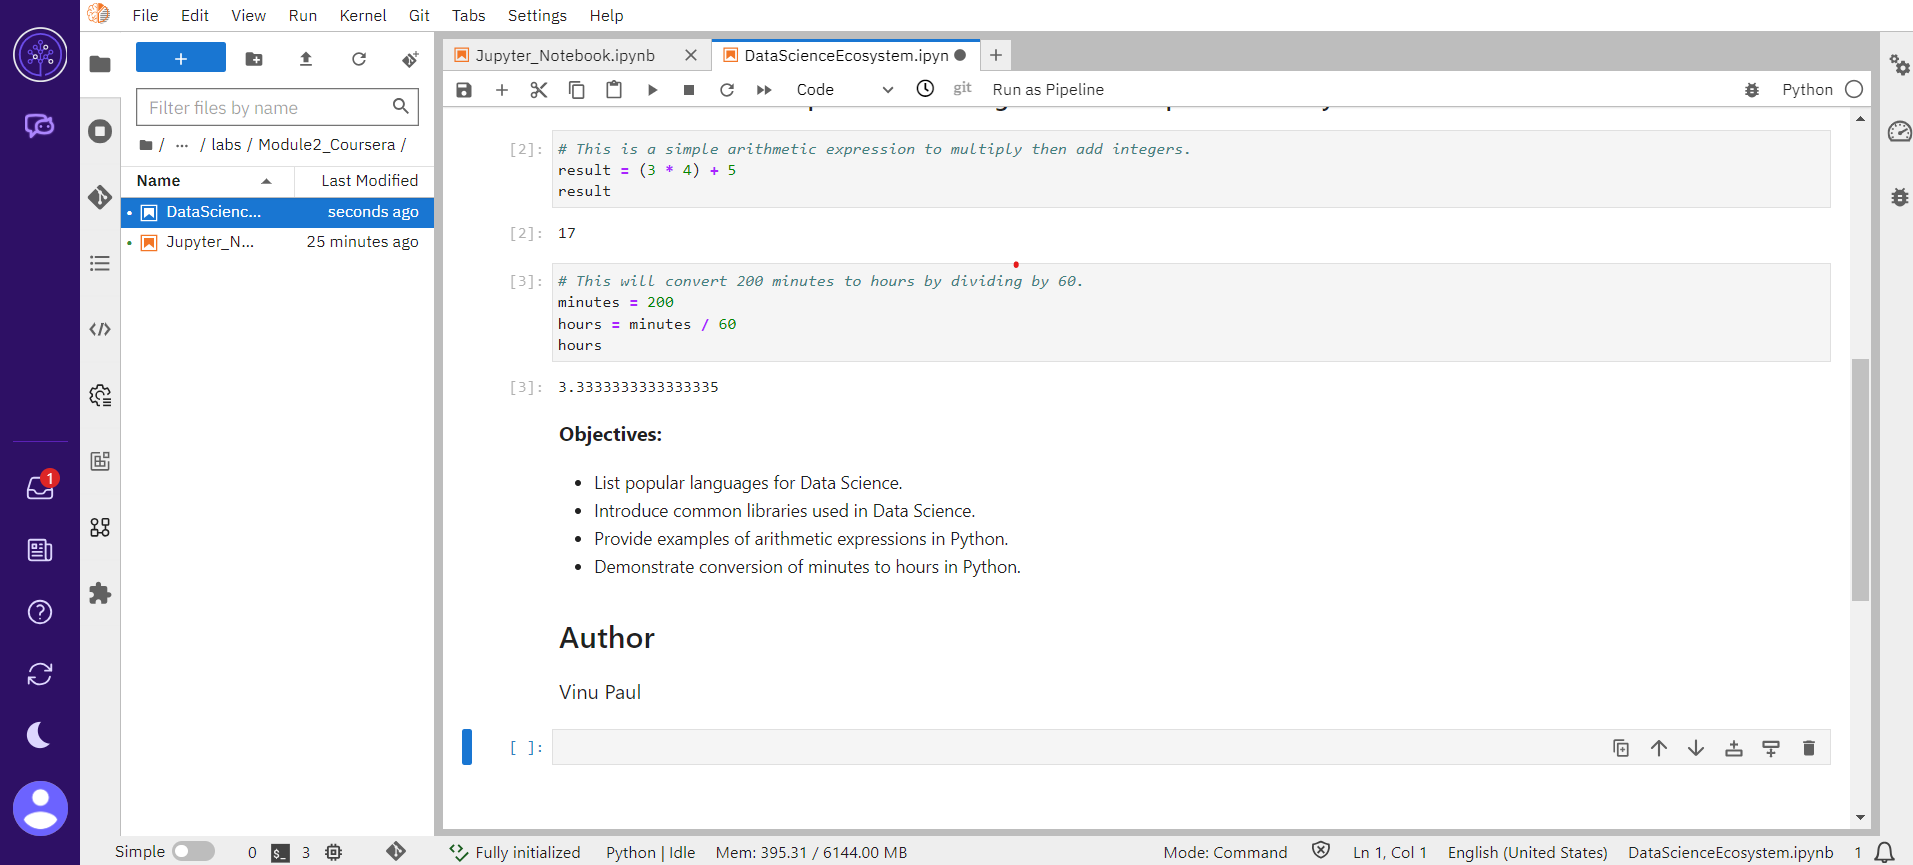 File Edit View Run Kernel Git Tabs Settings Help
Filter files by name
/ ... / labs / Module2_Coursera /
Name Last Modified
DataScienc... seconds ago
Jupyter_N... 25 minutes ago
Jupyter_Notebook.ipynb
DataScienceEcosystem.ipyn
Code
git
Run as Pipeline
Python
[2]: # This is a simple arithmetic expression to multiply then add integers.
result = (3 * 4) + 5
result
[2]: 17
[3]: # This will convert 200 minutes to hours by dividing by 60.
minutes = 200
hours = minutes / 60
hours
[3]: 3.3333333333333335
Objectives:
• List popular languages for Data Science.
• Introduce common libraries used in Data Science.
• Provide examples of arithmetic expressions in Python.
• Demonstrate conversion of minutes to hours in Python.
Author
Vinu Paul
[ ]:
1
Simple 0 $_ 3 Fully initialized Python | Idle Mem: 395.31 / 6144.00 MB Mode: Command Ln 1, Col 1 English (United States) DataScienceEcosystem.ipynb 1